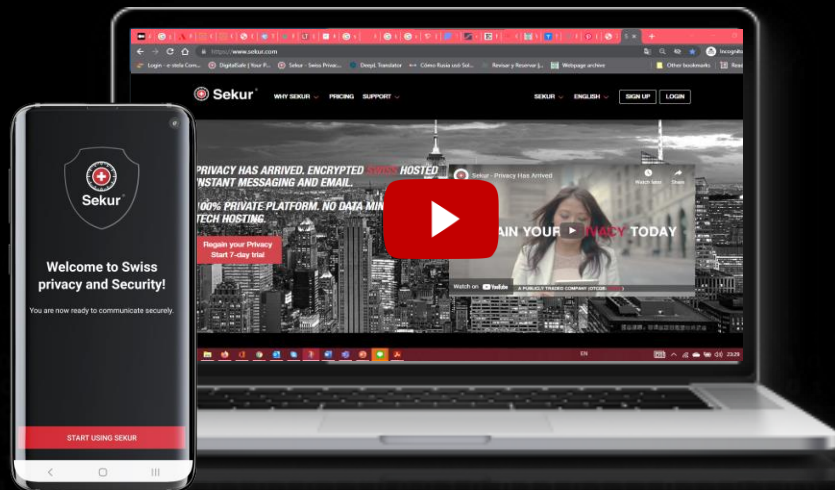 https://www.sekur.com
Incognito
Login - e-stela Com...
DigitalSafe | Your P...
Sekur - Swiss Privac...
DeepL Translator
Cómo Rusia usó Sol...
Revisar y Reservar |...
Webpage archive
Other bookmarks
Sekur
WHY SEKUR
PRICING
SUPPORT
SEKUR
ENGLISH
SIGN UP
LOGIN
PRIVACY HAS ARRIVED. ENCRYPTED SWISS HOSTED
INSTANT MESSAGING AND EMAIL.
100% PRIVATE PLATFORM. NO DATA MIN
TECH HOSTING.
Regain your Privacy
Start 7-day trial
Sekur - Privacy Has Arrived
Watch later
Share
AIN YOUR PRIVACY TODAY
Watch on YouTube
A PUBLICLY TRADED COMPANY (OTCQB:
EN
23:29
Sekur
Welcome to Swiss
privacy and Security!
You are now ready to communicate securely.
START USING SEKUR